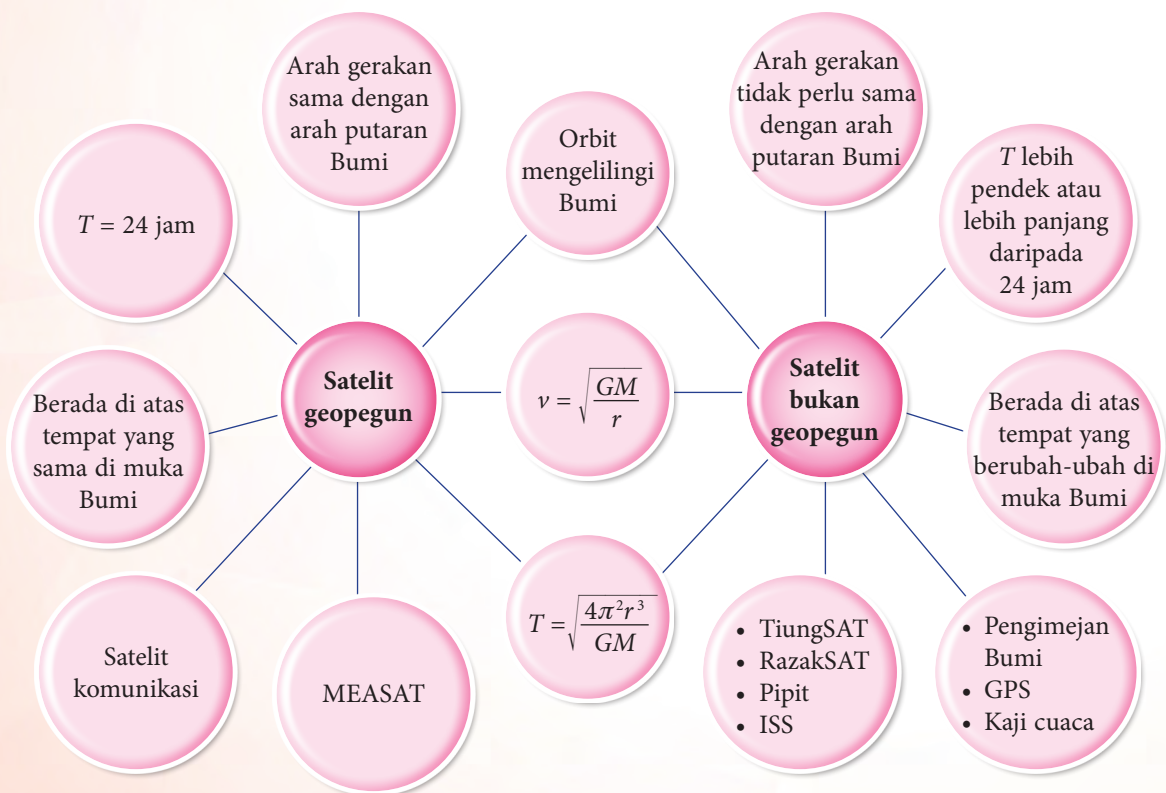 Arah gerakan
sama dengan
arah putaran
Bumi
Orbit
mengelilingi
Bumi
Arah gerakan
tidak perlu sama
dengan arah
putaran Bumi
T = 24 jam
T lebih
pendek atau
lebih panjang
daripada
24 jam
Satelit
geopegun
v = √(GM/r)
Satelit
bukan
geopegun
Berada di atas
tempat yang
sama di muka
Bumi
Berada di atas
tempat yang
berubah-ubah di
muka Bumi
Satelit
komunikasi
MEASAT
T = √(4π²r³/GM)
• TiungSAT
• RazakSAT
• Pipit
• ISS
• Pengimejan
Bumi
• GPS
• Kaji cuaca